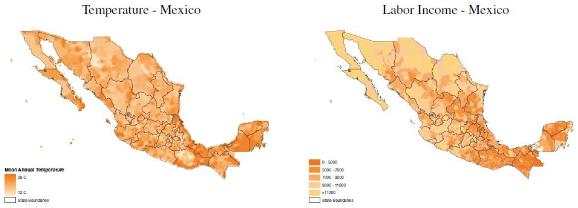 Temperature - Mexico
Labor Income - Mexico
Mean Annual Temperature
12 C
State Boundaries
0 - 5000
5000 - 7000
7000 - 9000
9000 - 11000
>11000
State Boundaries